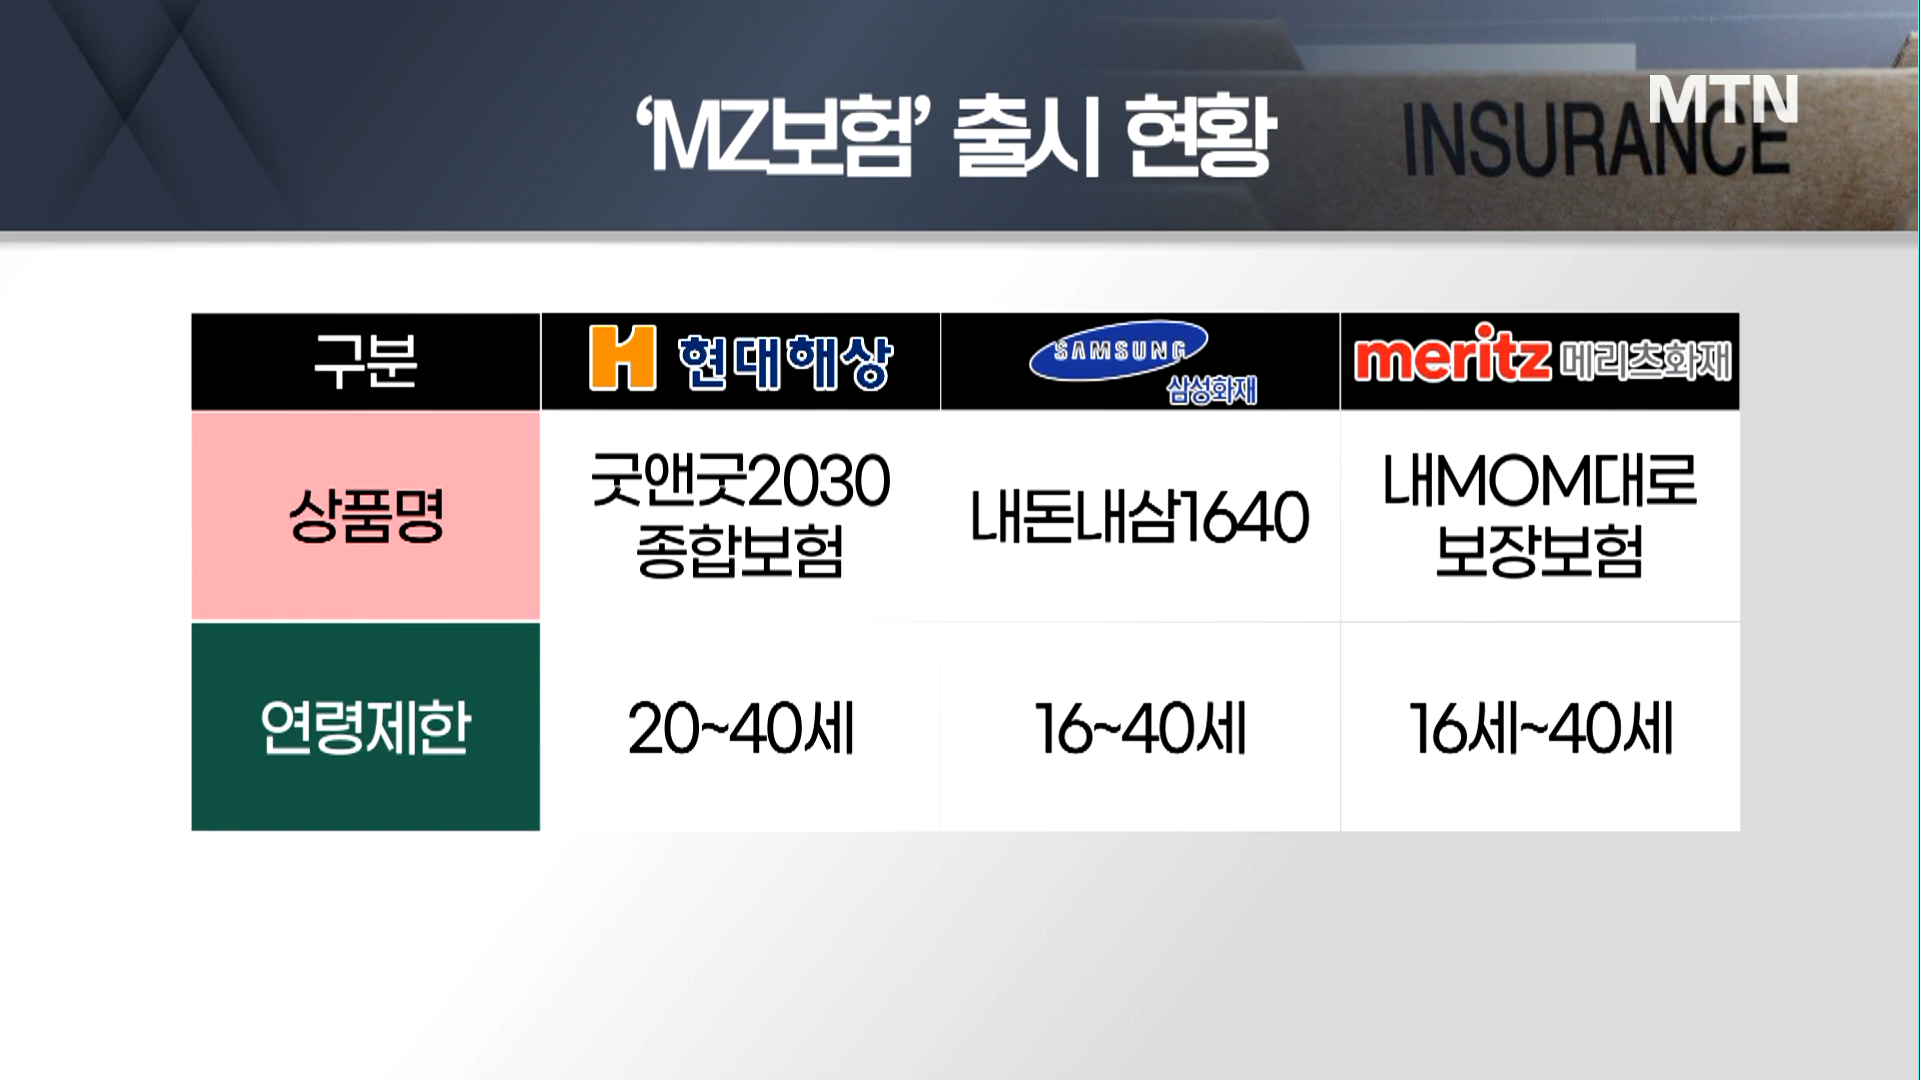 ‘MZ보험’ 출시 현황
INSURANCE
MTN
구분
현대해상
SAMSUNG
삼성화재
meritz 메리츠화재
상품명
굿앤굿2030
종합보험
내돈내삼1640
내MOM대로
보장보험
연령제한
20~40세
16~40세
16세~40세